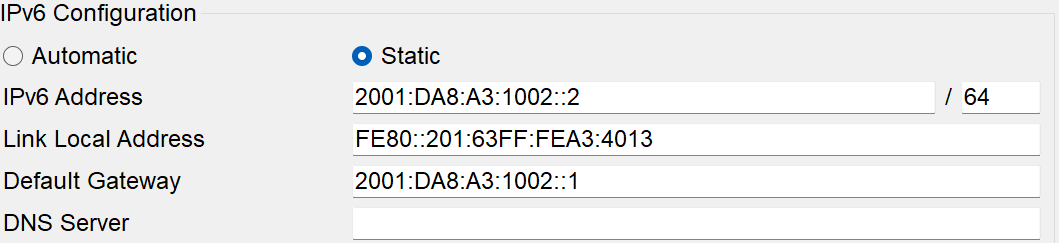 IPv6 Configuration
Automatic Static
IPv6 Address 2001:DA8:A3:1002::2 / 64
Link Local Address FE80::201:63FF:FEA3:4013
Default Gateway 2001:DA8:A3:1002::1
DNS Server